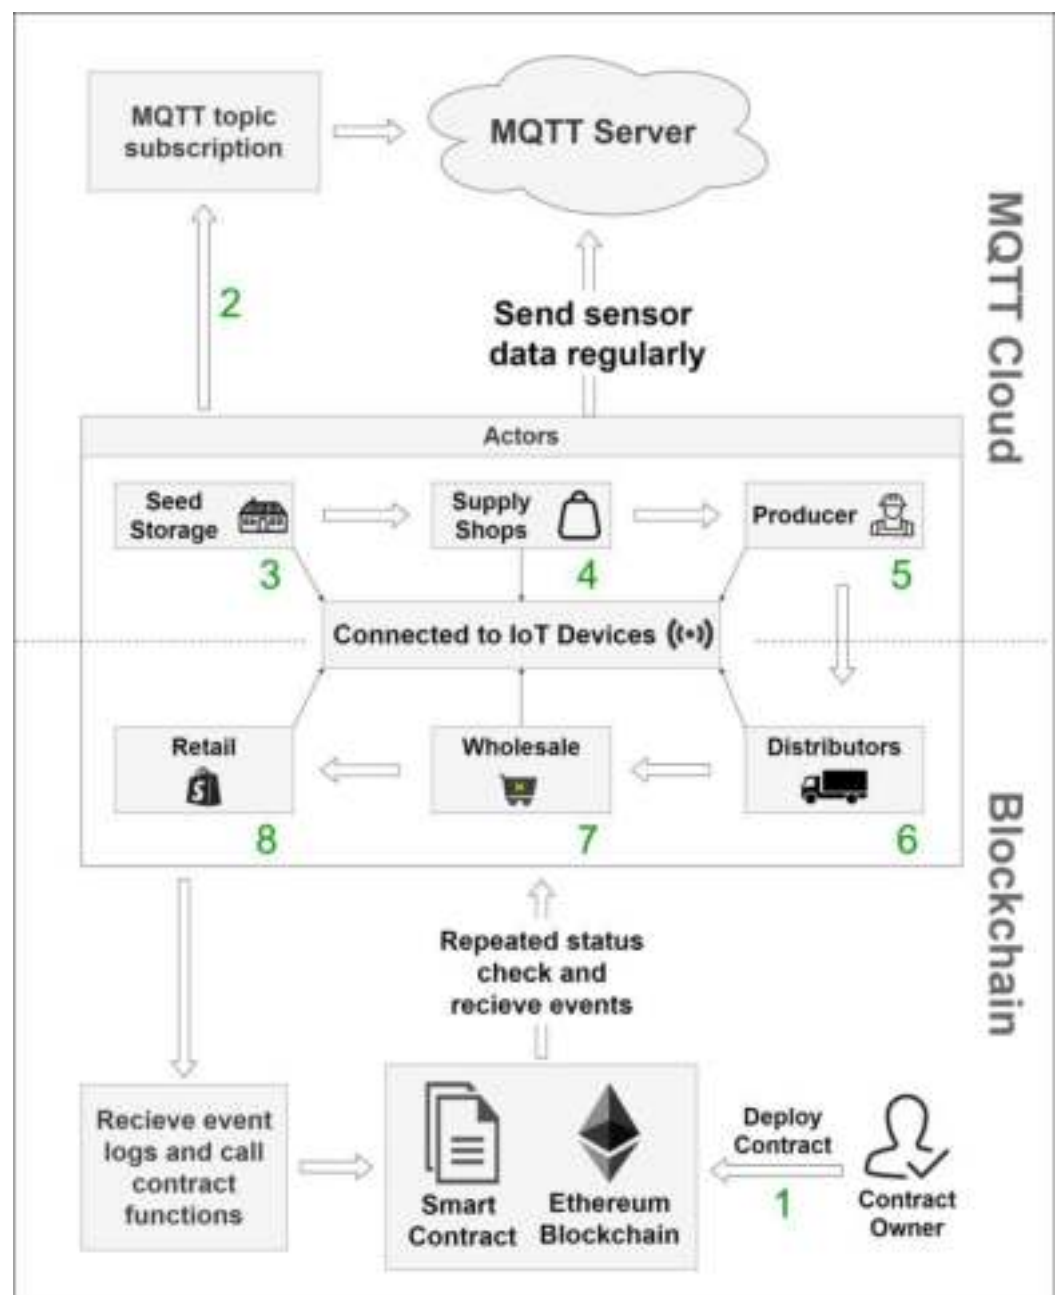 MQTT topic
subscription
MQTT Server
MQTT Cloud
2
Send sensor
data regularly
Actors
Seed
Storage
3
Supply
Shops
4
Producer
5
Connected to IoT Devices
Retail
8
Wholesale
7
Distributors
6
Blockchain
Repeated status
check and
recieve events
Recieve event
logs and call
contract
functions
Smart
Contract
Ethereum
Blockchain
Deploy
Contract
1
Contract
Owner